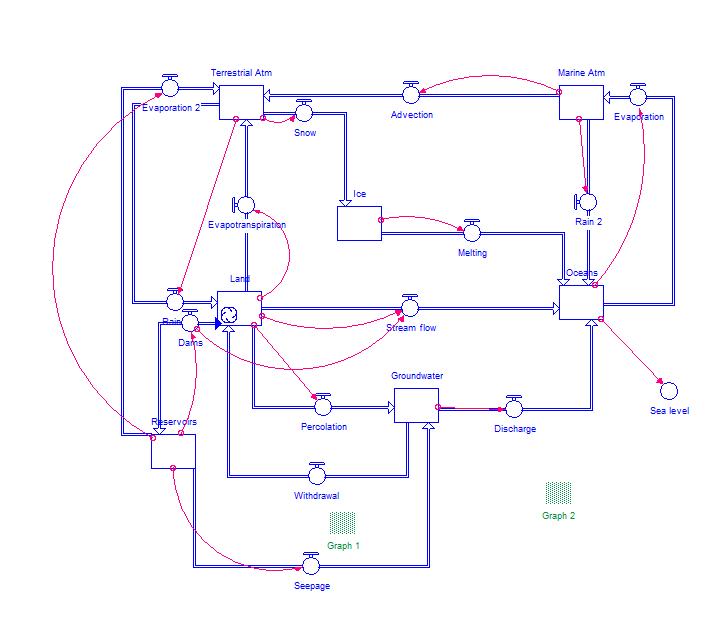 Terrestrial Atm
Marine Atm
Evaporation 2
Advection
Evaporation
Snow
Ice
Evapotranspiration
Rain 2
Melting
Oceans
Land
Rain
Stream flow
Dams
Groundwater
Sea level
Reservoirs
Percolation
Discharge
Withdrawal
Graph 2
Graph 1
Seepage